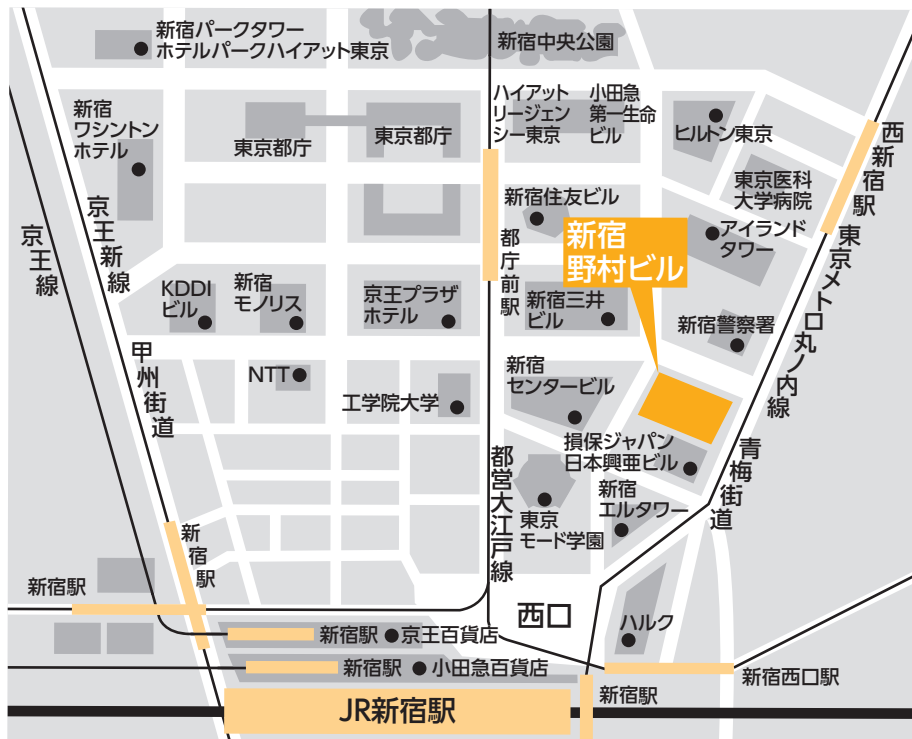 新宿パークタワー
ホテルパークハイアット東京
新宿中央公園
新宿
ワシントン
ホテル
東京都庁
東京都庁
ハイアット
リージェン
シー東京
小田急
第一生命
ビル
ヒルトン東京
西新宿駅
東京医科
大学病院
新宿住友ビル
アイランド
タワー
新宿
野村ビル
京王線
京王新線
都庁前駅
東京メトロ丸ノ内線
KDDI
ビル
新宿
モノリス
京王プラザ
ホテル
新宿三井
ビル
新宿警察署
甲州街道
NTT
工学院大学
新宿
センタービル
損保ジャパン
日本興亜ビル
青梅街道
都営大江戸線
新宿
エルタワー
東京
モード学園
新宿駅
新宿駅
西口
ハルク
新宿駅
京王百貨店
新宿駅
小田急百貨店
新宿西口駅
新宿駅
JR新宿駅